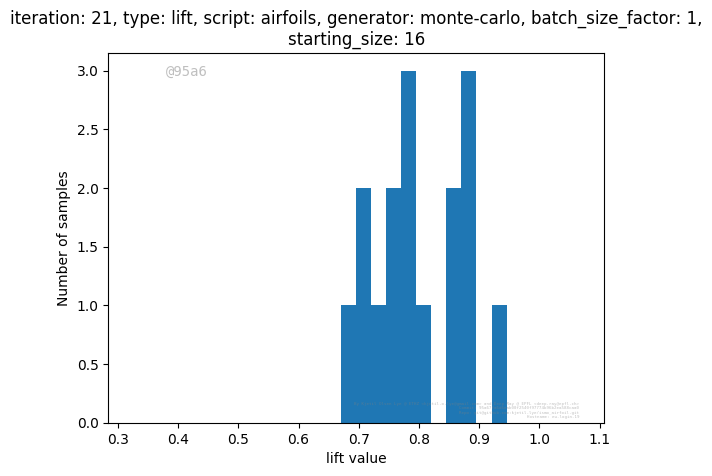 iteration: 21, type: lift, script: airfoils, generator: monte-carlo, batch_size_factor: 1,
starting_size: 16
@95a6
3.0
2.5
2.0
1.5
1.0
0.5
0.0
Number of samples
0.3 0.4 0.5 0.6 0.7 0.8 0.9 1.0 1.1
lift value